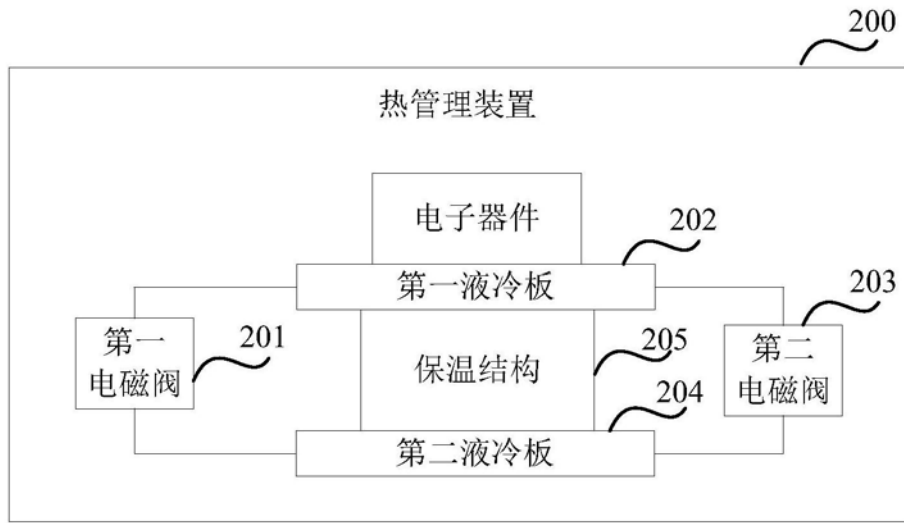 200
热管理装置
电子器件
202
第一液冷板
203
第一
电磁阀
201
保温结构
205
第二
电磁阀
204
第二液冷板